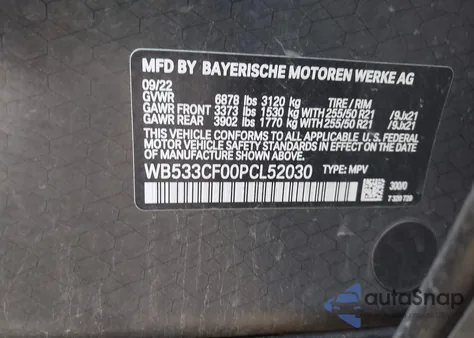 MFD BY BAYERISCHE MOTOREN WERKE AG
09/22
GVWR 6878 lbs 3120 kg TIRE / RIM
GAWR FRONT 3373 lbs 1530 kg WITH 255/50 R21 /9Jx21
GAWR REAR 3902 lbs 1770 kg WITH 255/50 R21 /9Jx21
THIS VEHICLE CONFORMS TO ALL APPLICABLE U. S. FEDERAL
MOTOR VEHICLE SAFETY STANDARDS IN EFFECT ON THE
DATE OF MANUFACTURE SHOWN ABOVE.
WB533CF00PCL52030 TYPE: MPV
300/0
autoSnap